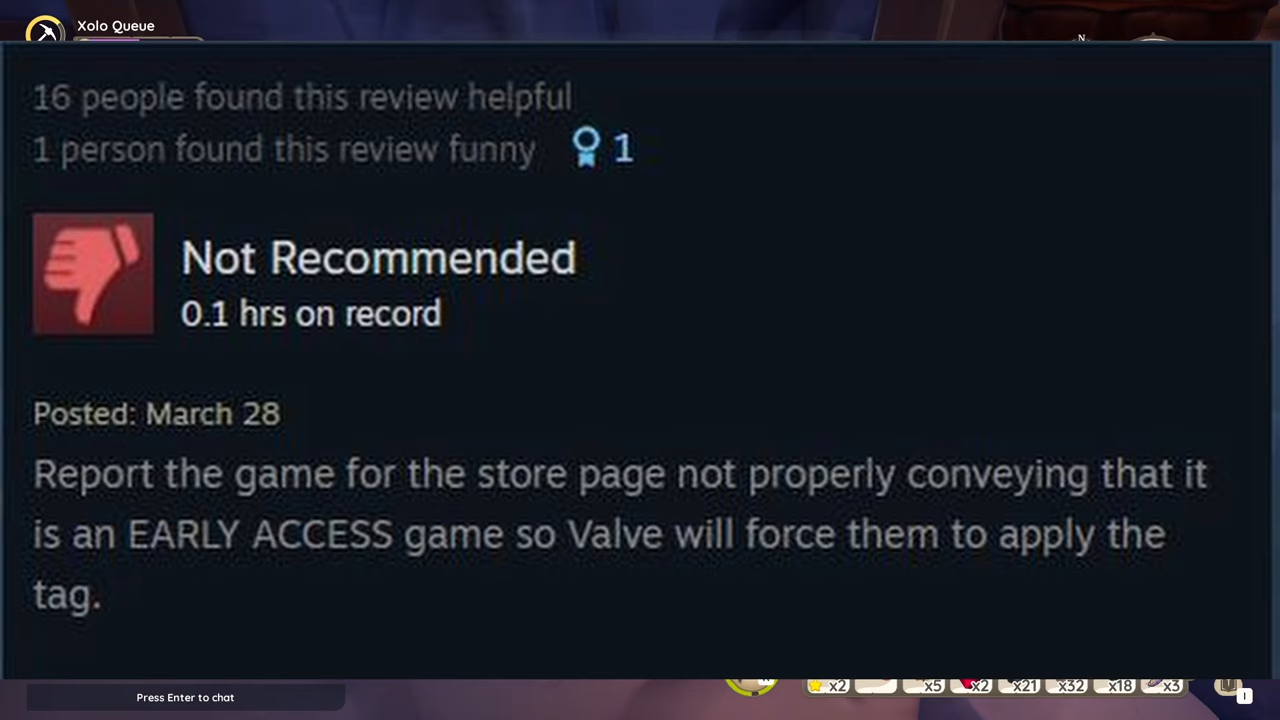 Xolo Queue
N
16 people found this review helpful
1 person found this review funny 1
Not Recommended
0.1 hrs on record
Posted: March 28
Report the game for the store page not properly conveying that it
is an EARLY ACCESS game so Valve will force them to apply the
tag.
Press Enter to chat
x2 x5 x2 x21 x32 x18 x3
I